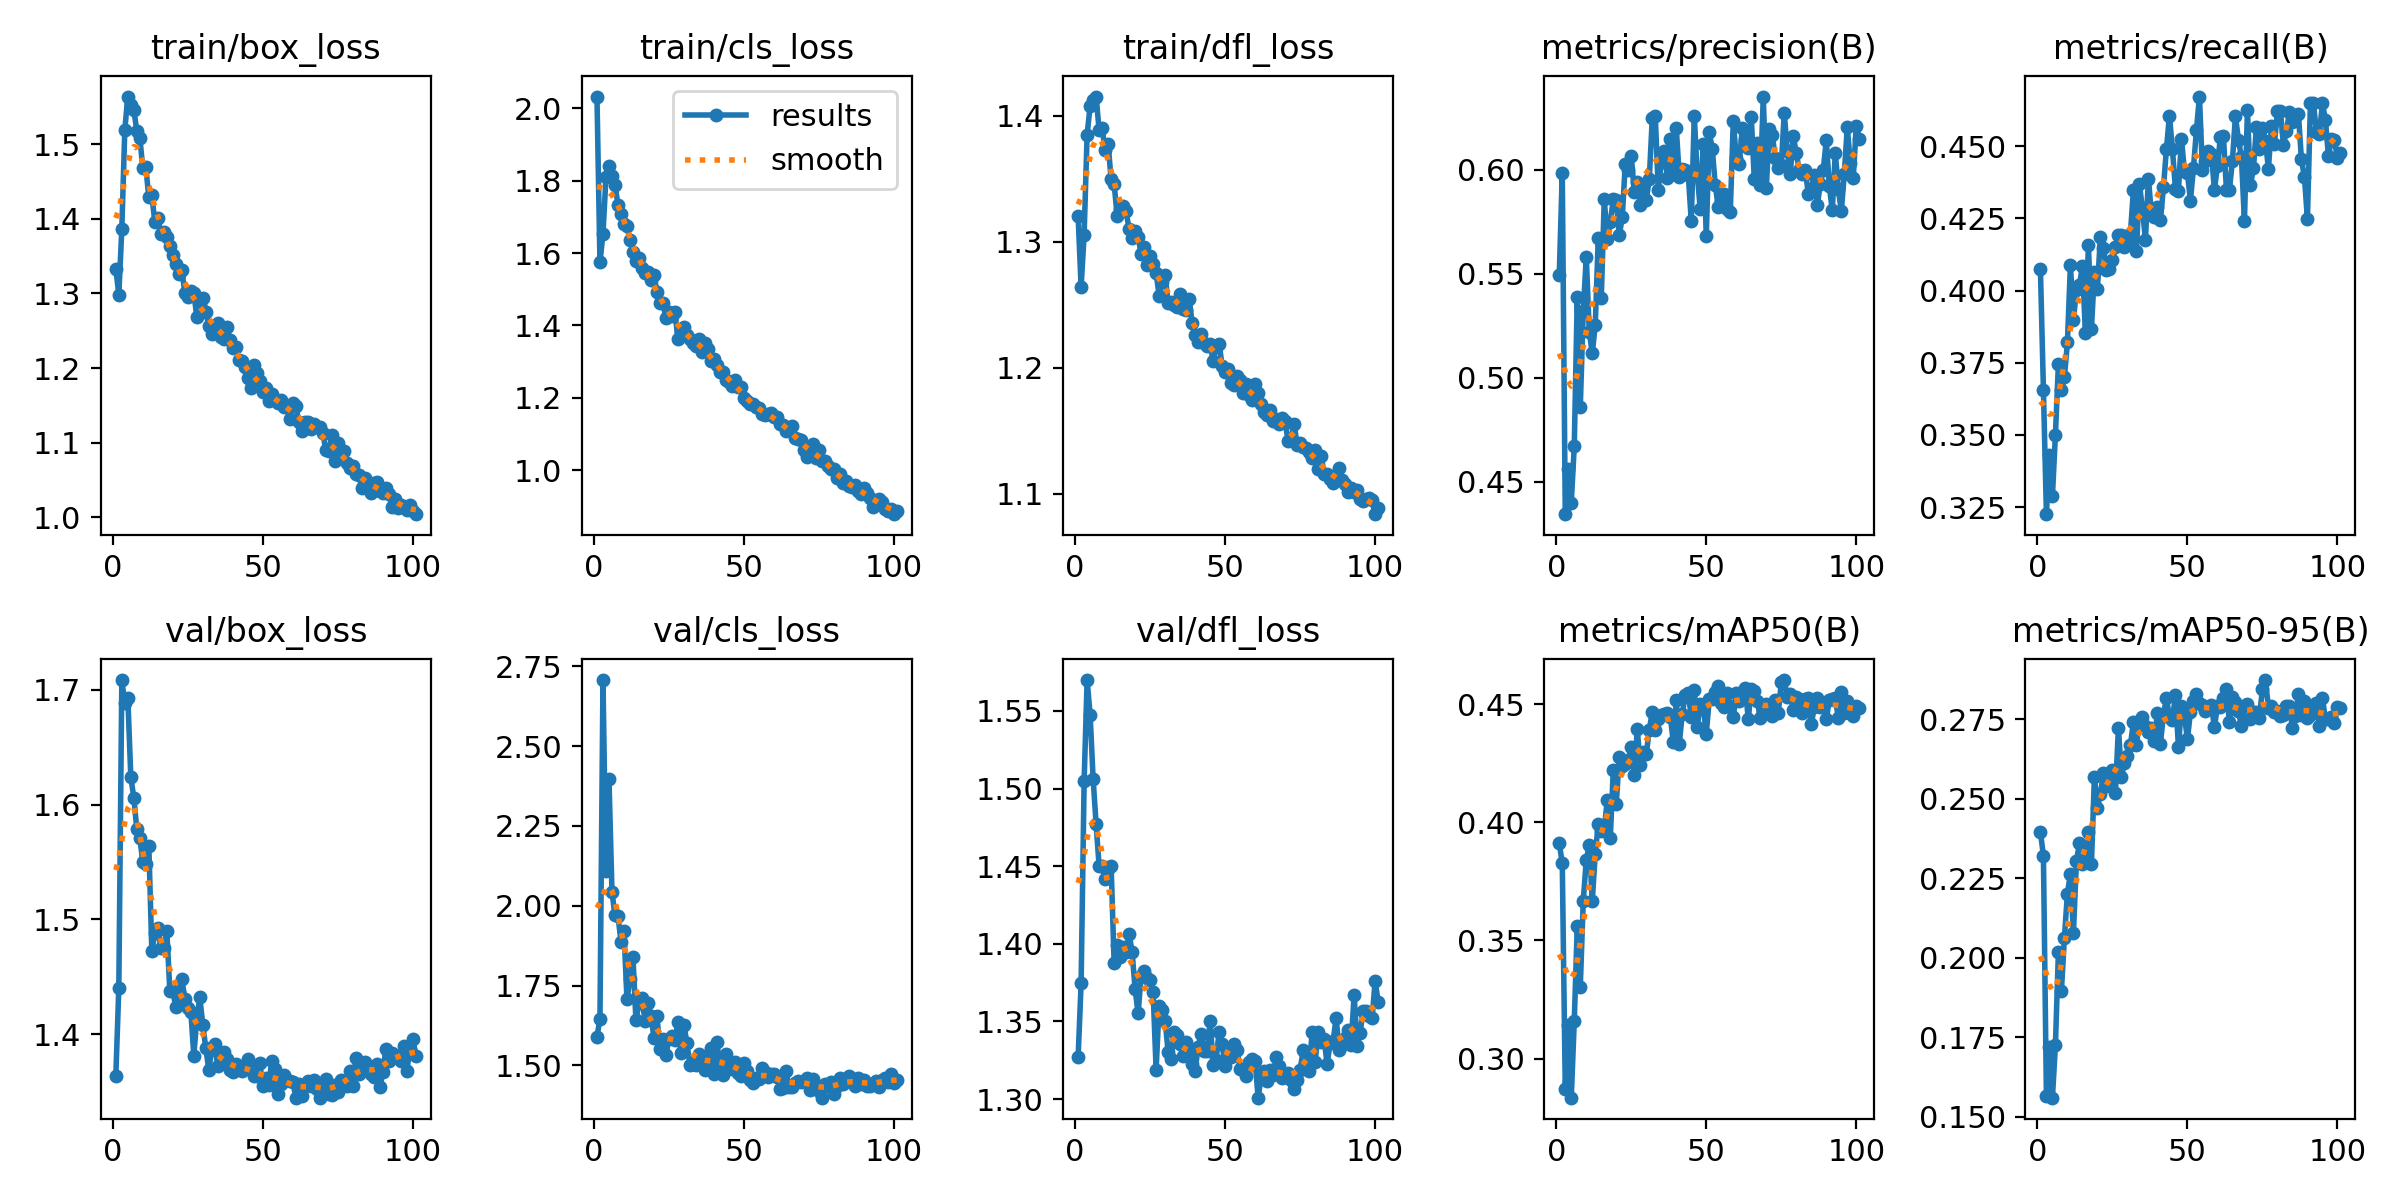 train/box_loss
train/cls_loss
train/dfl_loss
metrics/precision(B)
metrics/recall(B)
1.5
1.4
1.3
1.2
1.1
1.0
0 50 100
2.0
1.8
1.6
1.4
1.2
1.0
results
smooth
0 50 100
1.4
1.3
1.2
1.1
0 50 100
0.60
0.55
0.50
0.45
0 50 100
0.450
0.425
0.400
0.375
0.350
0.325
0 50 100
val/box_loss
val/cls_loss
val/dfl_loss
metrics/mAP50(B)
metrics/mAP50-95(B)
1.7
1.6
1.5
1.4
0 50 100
2.75
2.50
2.25
2.00
1.75
1.50
0 50 100
1.55
1.50
1.45
1.40
1.35
1.30
0 50 100
0.45
0.40
0.35
0.30
0 50 100
0.275
0.250
0.225
0.200
0.175
0.150
0 50 100